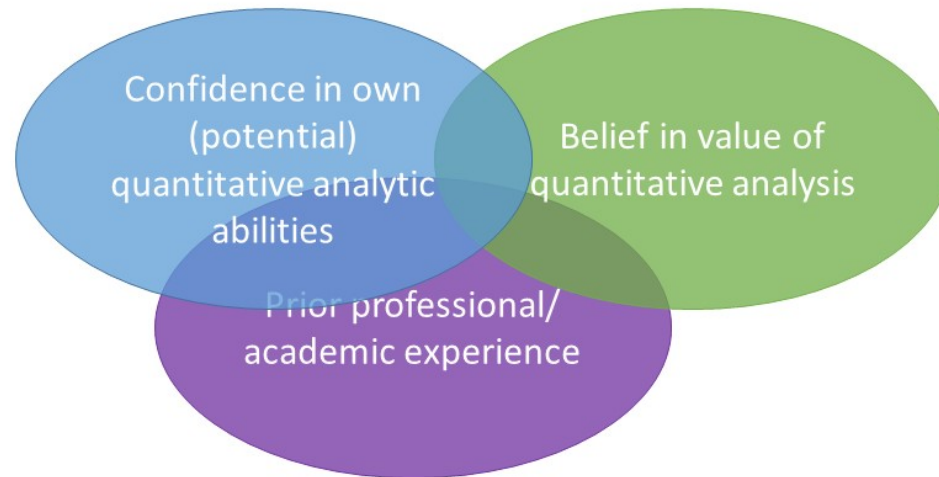 Confidence in own
(potential)
quantitative analytic
abilities
Belief in value of
quantitative analysis
Prior professional/
academic experience